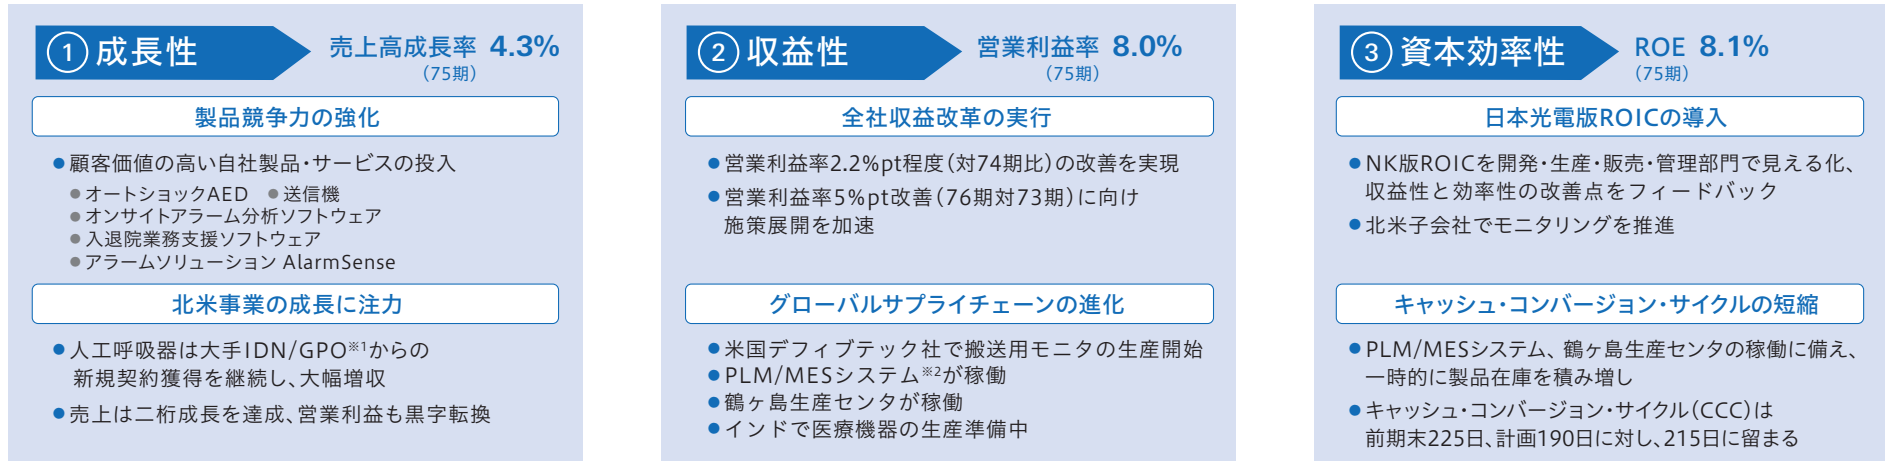 ① 成長性
売上高成長率 4.3%
（75期）
製品競争力の強化
●顧客価値の高い自社製品・サービスの投入
●オートショックAED ●送信機
●オンサイトアラーム分析ソフトウェア
●入退院業務支援ソフトウェア
●アラームソリューション AlarmSense
北米事業の成長に注力
●人工呼吸器は大手IDN/GPO※1からの
新規契約獲得を継続し、大幅増収
●売上は二桁成長を達成、営業利益も黒字転換
② 収益性
営業利益率 8.0%
（75期）
全社収益改革の実行
●営業利益率2.2%pt程度（対74期比）の改善を実現
●営業利益率5%pt改善（76期対73期）に向け
施策展開を加速
グローバルサプライチェーンの進化
●米国デフィブテック社で搬送用モニタの生産開始
●PLM/MESシステム※2が稼働
●鶴ヶ島生産センタが稼働
●インドで医療機器の生産準備中
③ 資本効率性
ROE 8.1%
（75期）
日本光電版ROICの導入
●NK版ROICを開発・生産・販売・管理部門で見える化、
収益性と効率性の改善点をフィードバック
●北米子会社でモニタリングを推進
キャッシュ・コンバージョン・サイクルの短縮
●PLM/MESシステム、鶴ヶ島生産センタの稼働に備え、
一時的に製品在庫を積み増し
●キャッシュ・コンバージョン・サイクル（CCC）は
前期末225日、計画190日に対し、215日に留まる